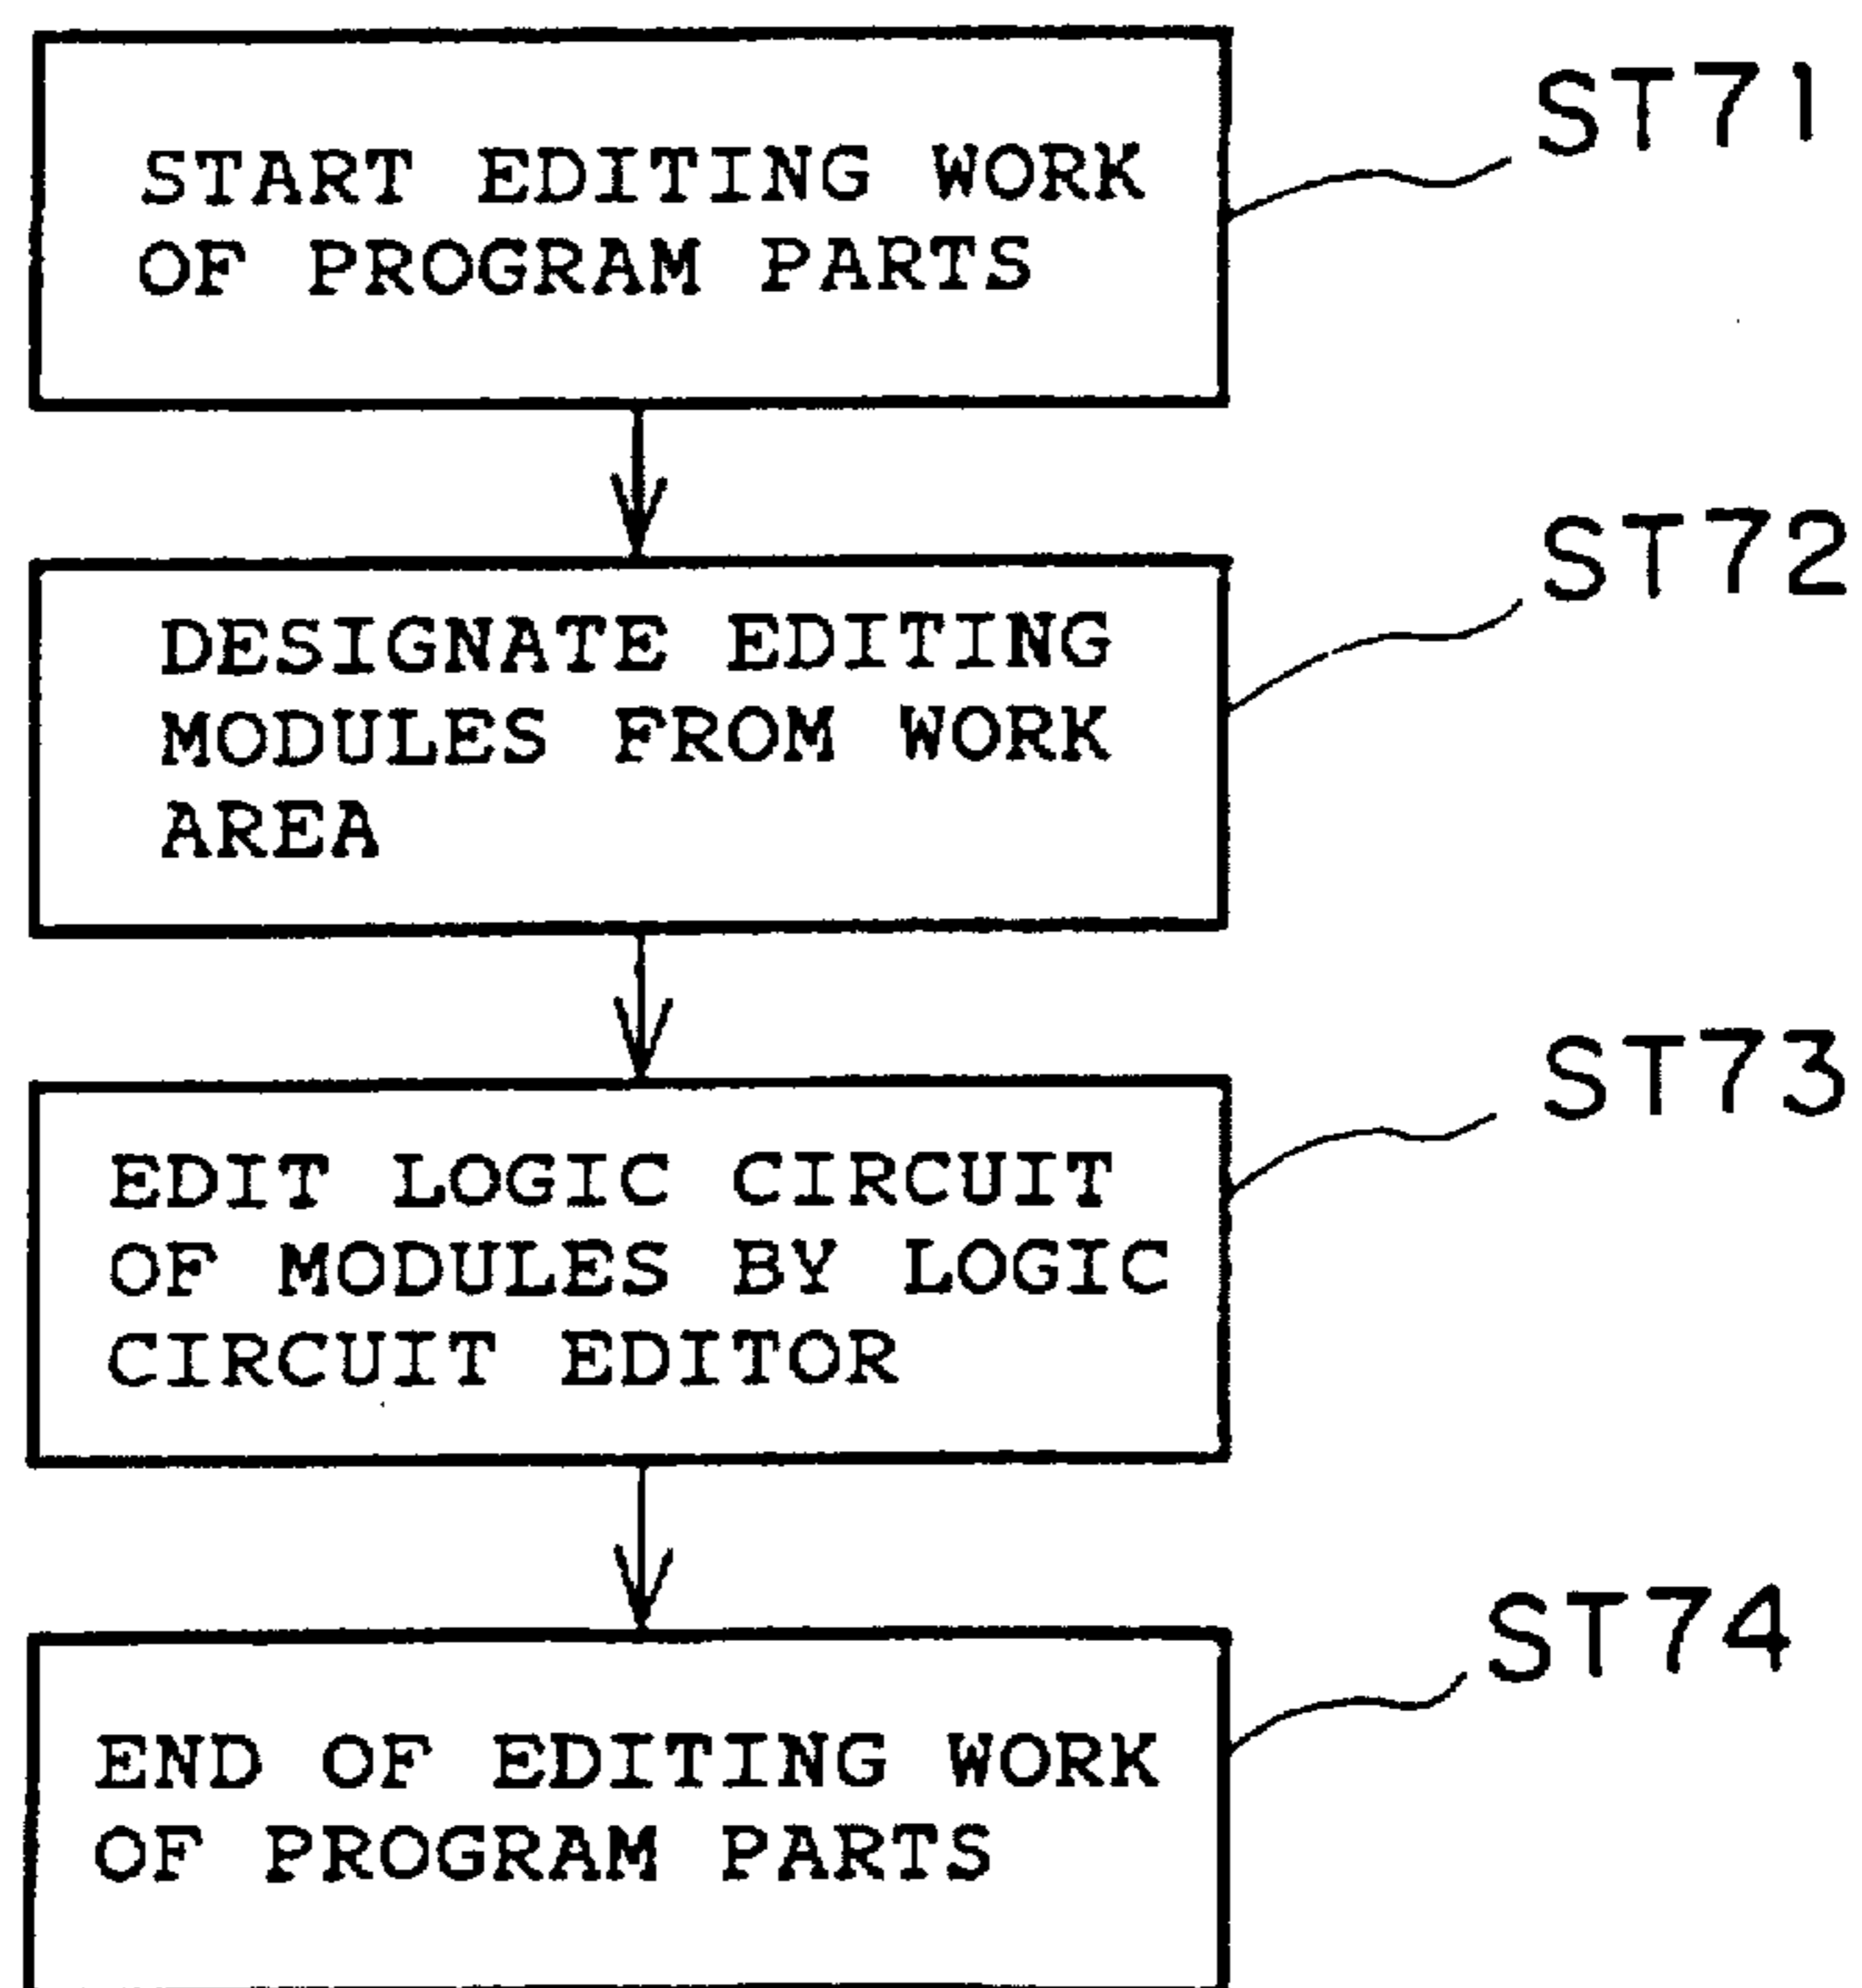 ST71
START EDITING WORK
OF PROGRAM PARTS
ST72
DESIGNATE EDITING
MODULES FROM WORK
AREA
ST73
EDIT LOGIC CIRCUIT
OF MODULES BY LOGIC
CIRCUIT EDITOR
ST74
END OF EDITING WORK
OF PROGRAM PARTS